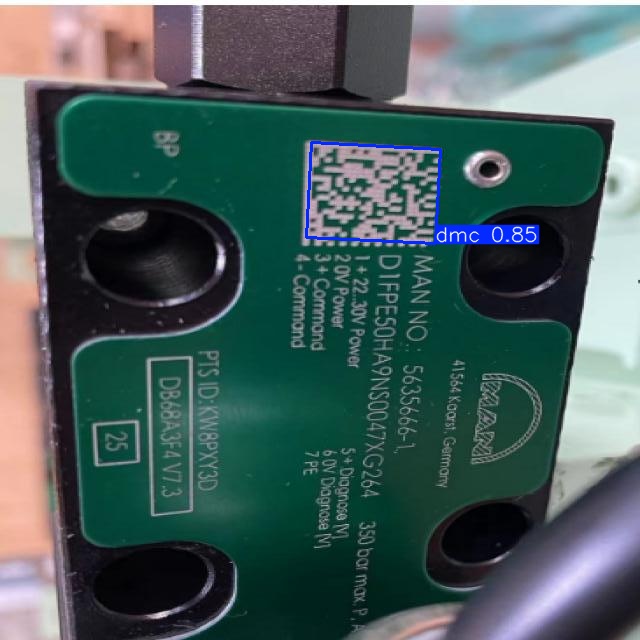 BP
dmc 0.85
MAN
41564 Kaarst, Germany
MAN NO.: 5635666-1,
D1FPE50HA9NS0047XG264 350 bar max. P, A
1 + 22...30V Power
2 0V Power
3 + Command
4 - Command
5 - Diagnose [V]
6 0V Diagnose [V]
7 PE
PTS ID: KW8PXY3D
DB6BA3F4 V7.3
25